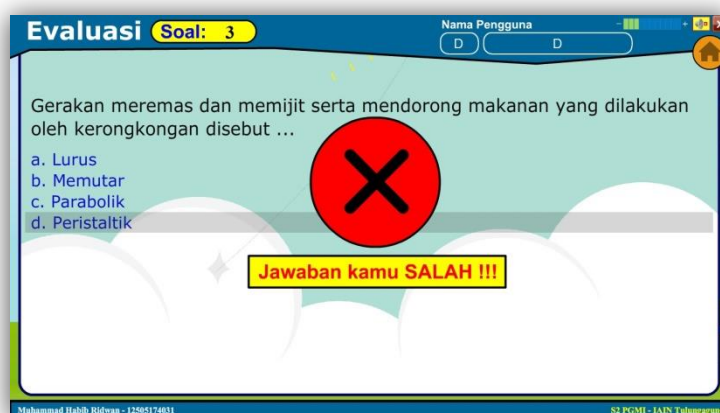 Evaluasi Soal: 3
Nama Pengguna
D D
Gerakan meremas dan memijit serta mendorong makanan yang dilakukan
oleh kerongkongan disebut ...
a. Lurus
b. Memutar
c. Parabolik
d. Peristaltik
Jawaban kamu SALAH !!!
Muhammad Habib Ridwan - 12505174031
S2 PGMI - IAIN Tulungagung